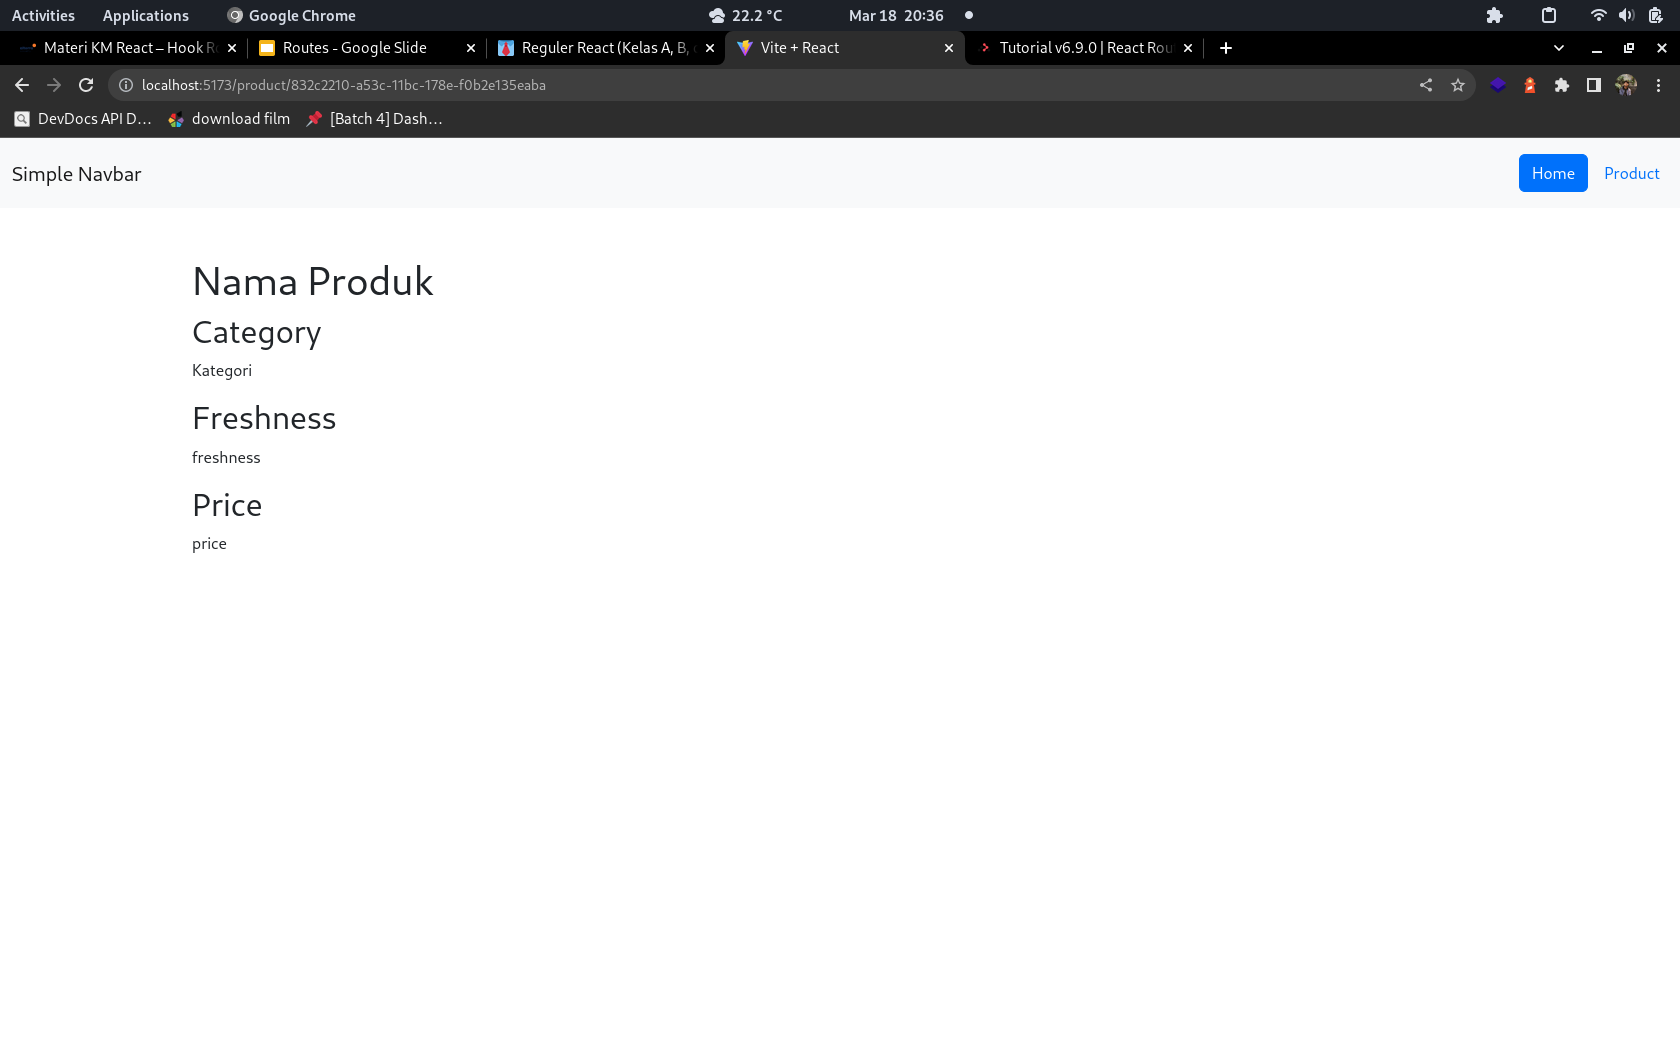 Activities Applications Google Chrome 22.2 °C Mar 18 20:36
Materi KM React – Hook Routes - Google Slide Reguler React (Kelas A, B, Vite + React Tutorial v6.9.0 | React Rou
localhost:5173/product/832c2210-a53c-11bc-178e-f0b2e135eaba
DevDocs API D... download film [Batch 4] Dash...
Simple Navbar Home Product
Nama Produk
Category
Kategori
Freshness
freshness
Price
price